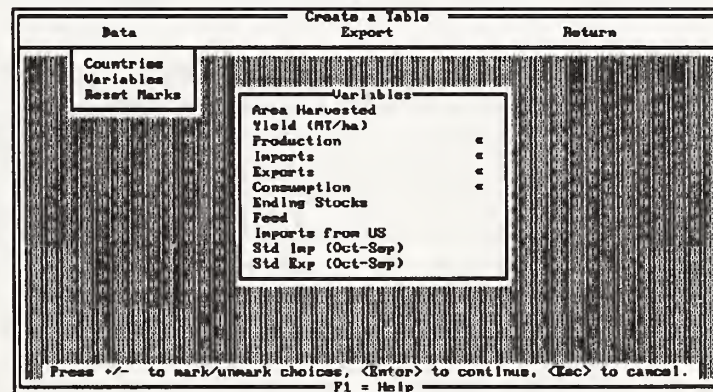 Create a Table
Data Export Return
Countries
Variables
Reset Marks
Variables
Area Harvested
Yield (MT/ha)
Production «
Imports «
Exports «
Consumption «
Ending Stocks
Feed
Imports from US
Std Imp (Oct-Sep)
Std Exp (Oct-Sep)
Press +/- to mark/unmark choices, <Enter> to continue, <Esc> to cancel.
F1 = Help